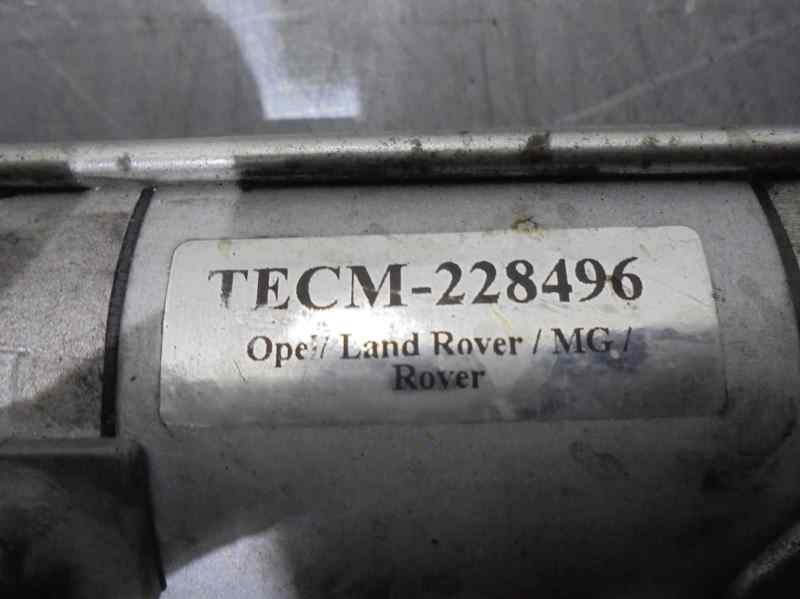 TECM-228496
Opel/ Land Rover / MG /
Rover